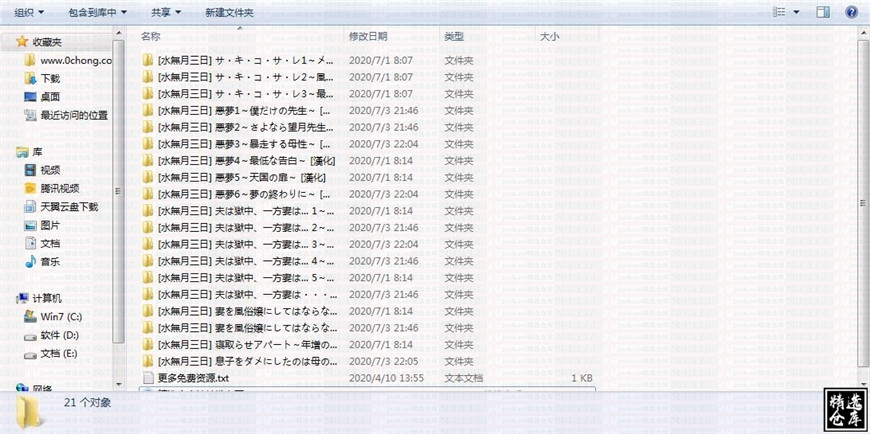 组织 包含到库中 共享 新建文件夹
收藏夹
www.0chong.co
下载
桌面
最近访问的位置
库
视频
腾讯视频
天翼云盘下载
图片
文档
音乐
计算机
Win7 (C:)
软件 (D:)
文档 (E:)
网络
名称 修改日期 类型 大小
[水無月三日] サ・キ・コ・サ・レ1~メ... 2020/7/1 8:07 文件夹
[水無月三日] サ・キ・コ・サ・レ2~風... 2020/7/1 8:07 文件夹
[水無月三日] サ・キ・コ・サ・レ3~最... 2020/7/1 8:07 文件夹
[水無月三日] 悪夢1~僕だけの先生~ [... 2020/7/3 21:46 文件夹
[水無月三日] 悪夢2~さよなら望月先生... 2020/7/3 21:46 文件夹
[水無月三日] 悪夢3~暴走する母性~ [... 2020/7/3 22:04 文件夹
[水無月三日] 悪夢4~最低な告白~ [漢化] 2020/7/1 8:14 文件夹
[水無月三日] 悪夢5~天国の扉~ [漢化] 2020/7/1 8:14 文件夹
[水無月三日] 悪夢6~夢の終わりに~ [... 2020/7/3 22:04 文件夹
[水無月三日] 夫は獄中、一方妻は... 1~... 2020/7/1 8:14 文件夹
[水無月三日] 夫は獄中、一方妻は... 2~... 2020/7/3 21:46 文件夹
[水無月三日] 夫は獄中、一方妻は... 3~... 2020/7/3 22:04 文件夹
[水無月三日] 夫は獄中、一方妻は... 4~... 2020/7/3 21:46 文件夹
[水無月三日] 夫は獄中、一方妻は... 5~... 2020/7/1 8:14 文件夹
[水無月三日] 夫は獄中、一方妻は・・・... 2020/7/3 21:46 文件夹
[水無月三日] 妻を風俗嬢にしてはならな... 2020/7/1 8:14 文件夹
[水無月三日] 妻を風俗嬢にしてはならな... 2020/7/3 21:46 文件夹
[水無月三日] 寝取らせアパート~年増の... 2020/7/1 8:14 文件夹
[水無月三日] 息子をダメにしたのは母の... 2020/7/3 22:05 文件夹
更多免费资源.txt 2020/4/10 13:55 文本文档 1 KB
21 个对象
精选仓库